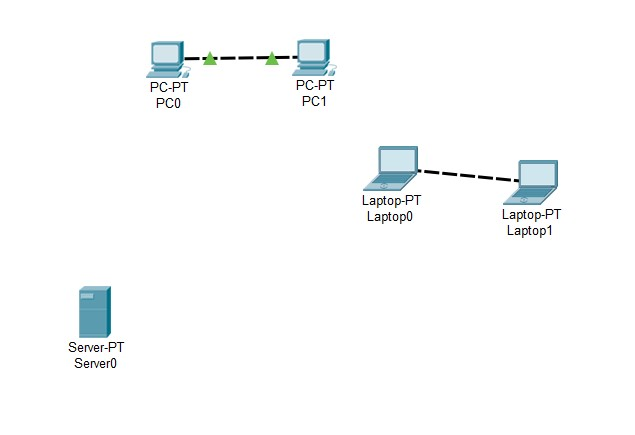 PC-PT
PC0
PC-PT
PC1
Laptop-PT
Laptop0
Laptop-PT
Laptop1
Server-PT
Server0